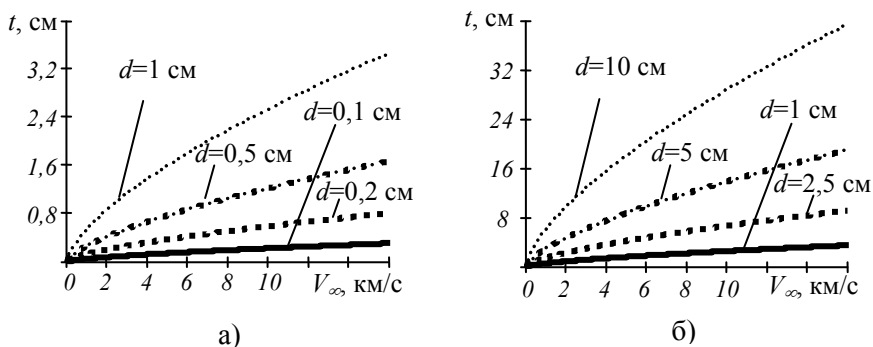 t, см
3,2
2,4
1,6
0,8
0 2 4 6 8 10 V∞, км/с
d=1 см
d=0,1 см
d=0,5 см
d=0,2 см
а)
t, см
32
24
16
8
0 2 4 6 8 10 V∞, км/с
d=10 см
d=1 см
d=5 см
d=2,5 см
б)